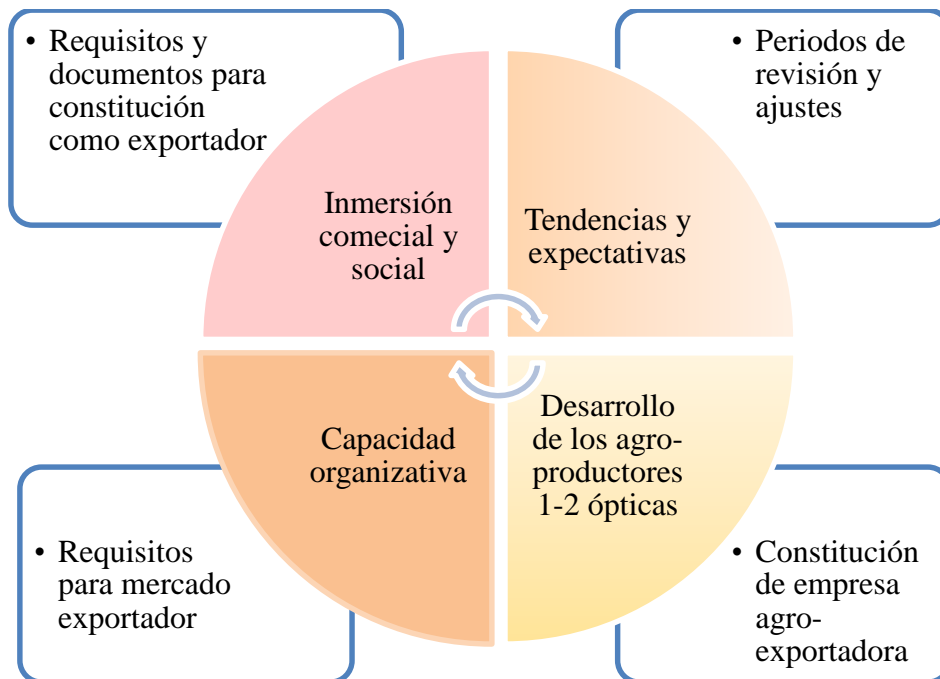 • Requisitos y
documentos para
constitución
como exportador
• Periodos de
revisión y
ajustes
Inmersión
comecial y
social
Tendencias y
expectativas
Capacidad
organizativa
Desarrollo
de los agro-
productores
1-2 ópticas
• Requisitos
para mercado
exportador
• Constitución
de empresa
agro-
exportadora